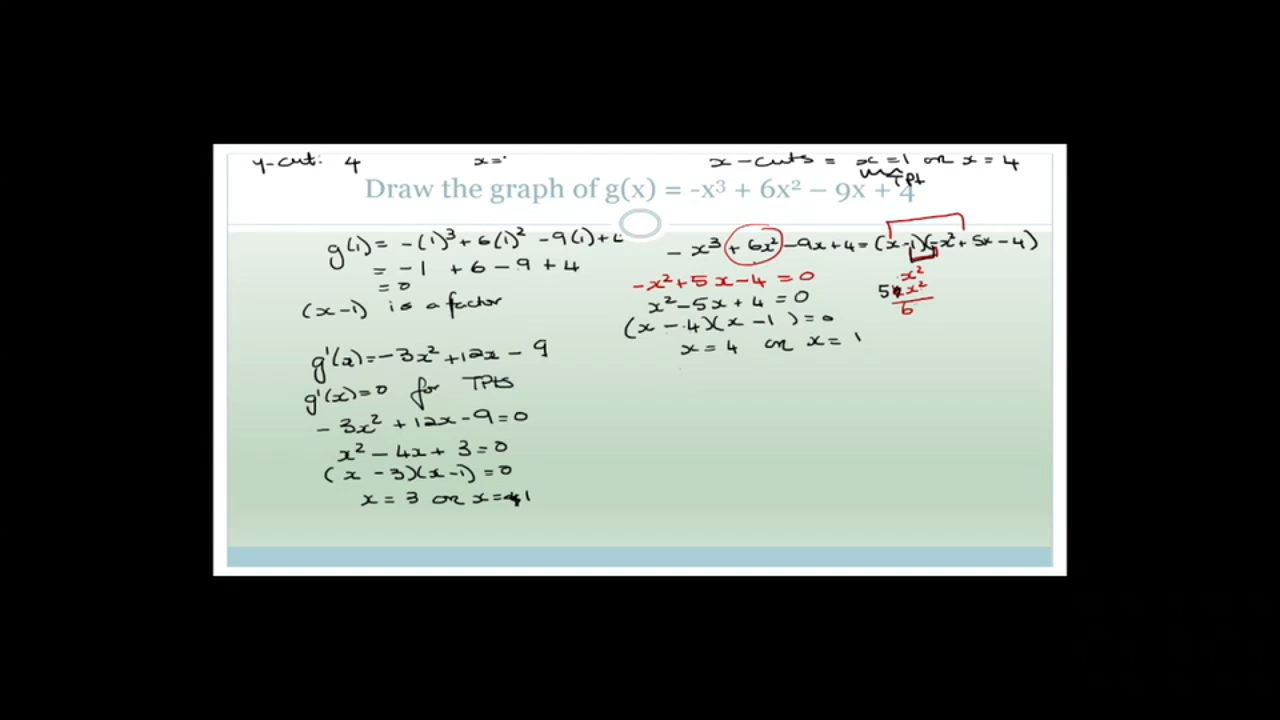 y-cut: 4 x= x-cuts = x=1 or x=4
TPt
Draw the graph of g(x) = -x³ + 6x² – 9x + 4
g(1) = -(1)³+6(1)²-9(1)+4
= -1 +6-9+4
= 0
(x-1) is a factor
g'(x)=-3x²+12x-9
g'(x)=0 for TPts
-3x²+12x-9=0
x²-4x+3=0
(x-3)(x-1)=0
x=3 or x=1
-x³+6x²-9x+4=(x-1)(-x²+5x-4)
-x²+5x-4=0
x²-5x+4=0
(x-4)(x-1)=0
x=4 or x=1
x²
5x²
6